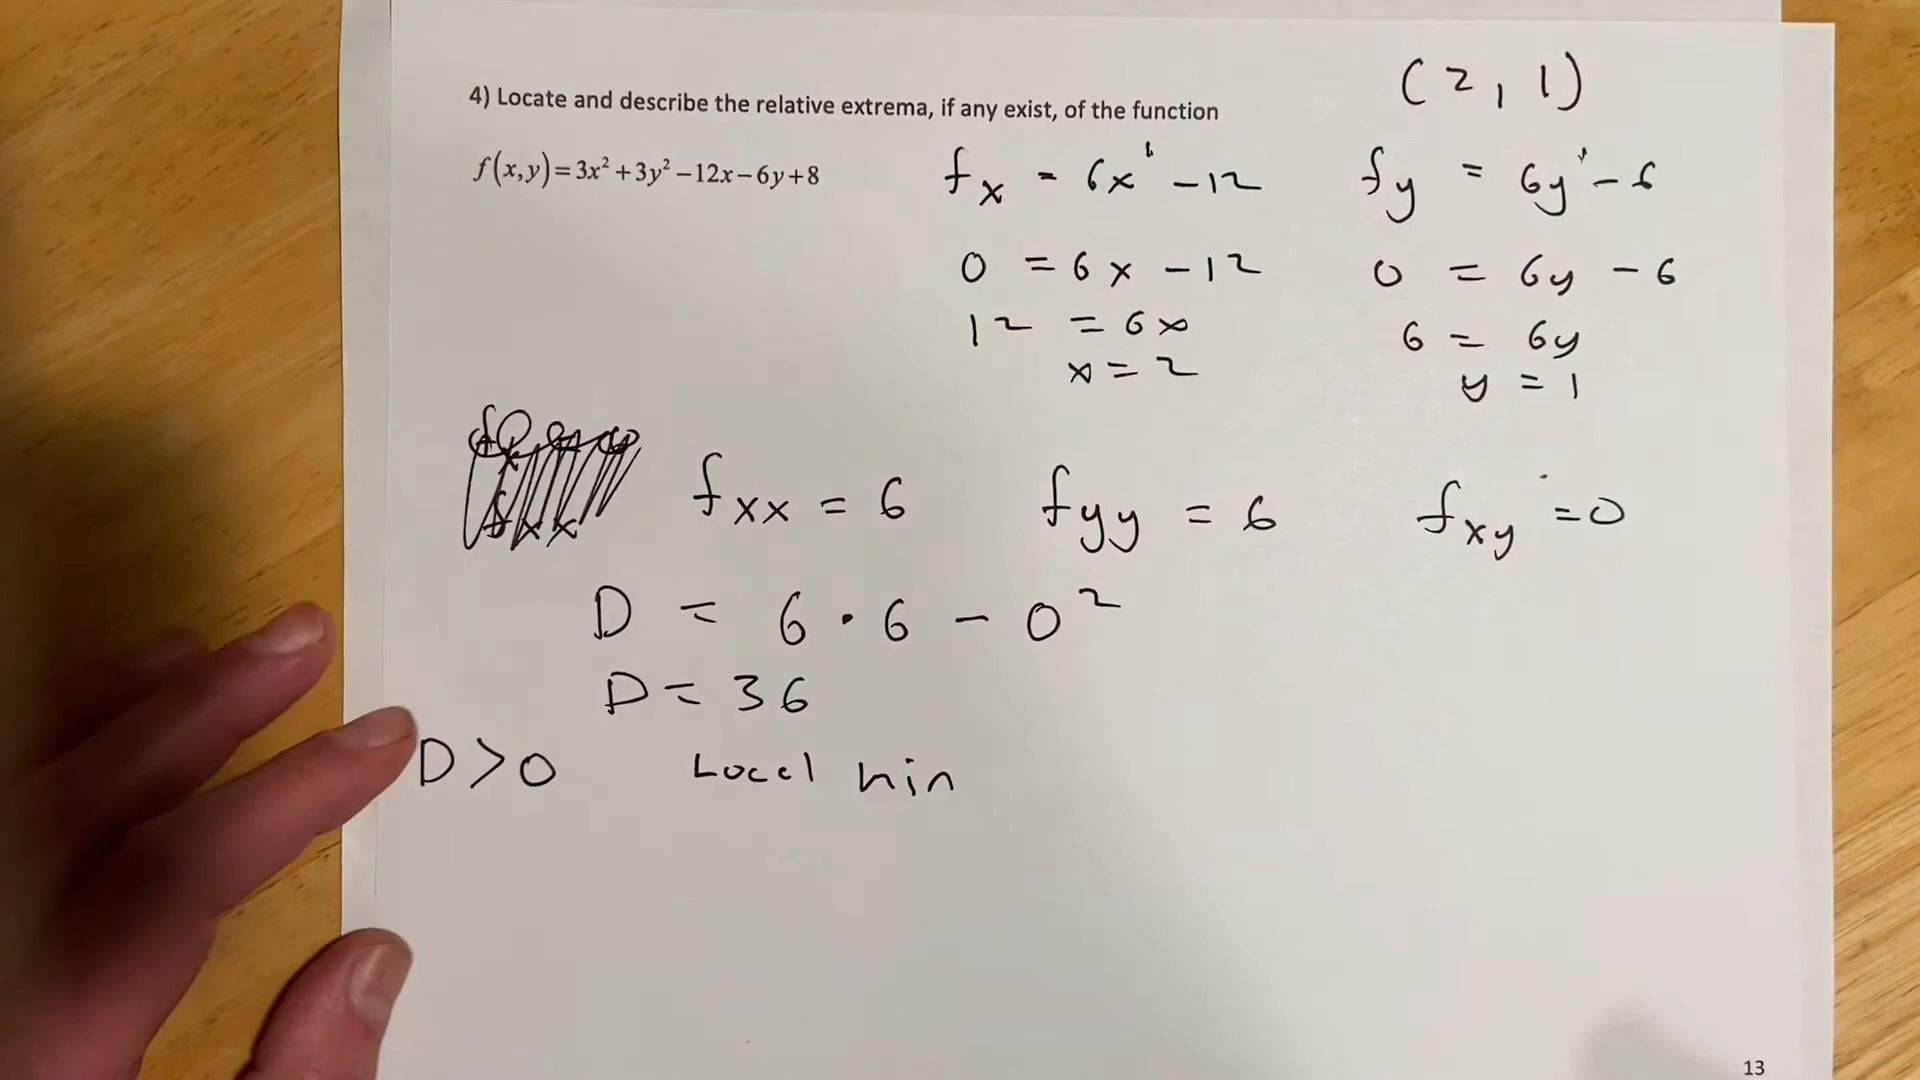 4) Locate and describe the relative extrema, if any exist, of the function
f(x,y)=3x²+3y²−12x−6y+8
(2, 1)
fx = 6x¹ −12
0 = 6x −12
12 = 6x
x = 2
fy = 6y¹ − 6
0 = 6y − 6
6 = 6y
y = 1
fxx = 6 fyy = 6 fxy = 0
D = 6 · 6 − 0²
D = 36
D > 0 Local min
13